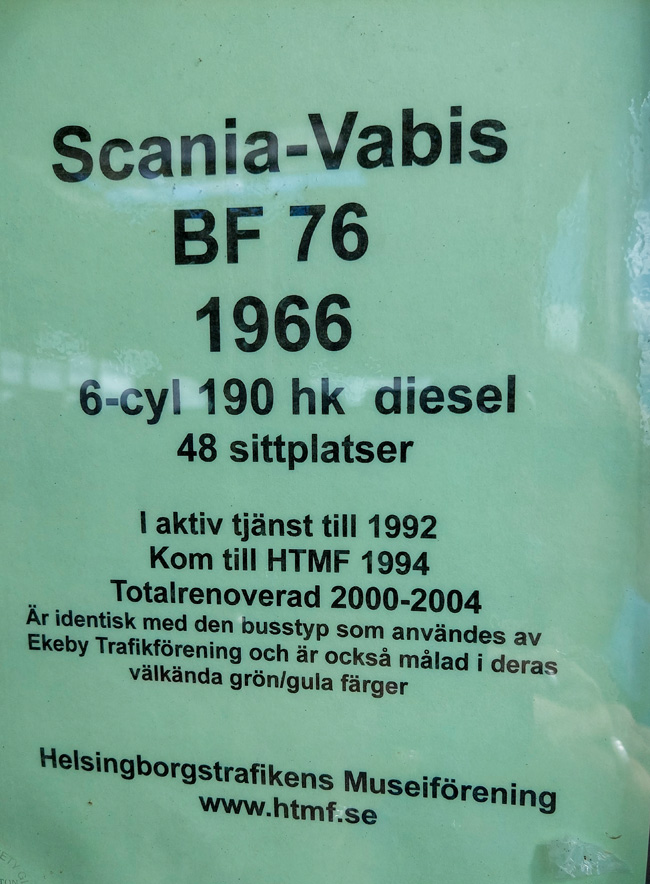 Scania-Vabis
BF 76
1966
6-cyl 190 hk diesel
48 sittplatser
I aktiv tjänst till 1992
Kom till HTMF 1994
Totalrenoverad 2000-2004
Är identisk med den busstyp som användes av
Ekeby Trafikförening och är också målad i deras
välkända grön/gula färger
Helsingborgstrafikens Museiförening
www.htmf.se